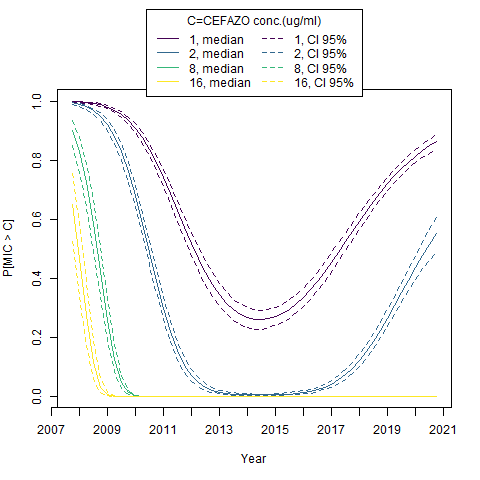 C=CEFAZO conc.(ug/ml)
1, median 1, CI 95%
2, median 2, CI 95%
8, median 8, CI 95%
16, median 16, CI 95%
1.0
0.8
0.6
0.4
0.2
0.0
P[MIC > C]
2007 2009 2011 2013 2015 2017 2019 2021
Year